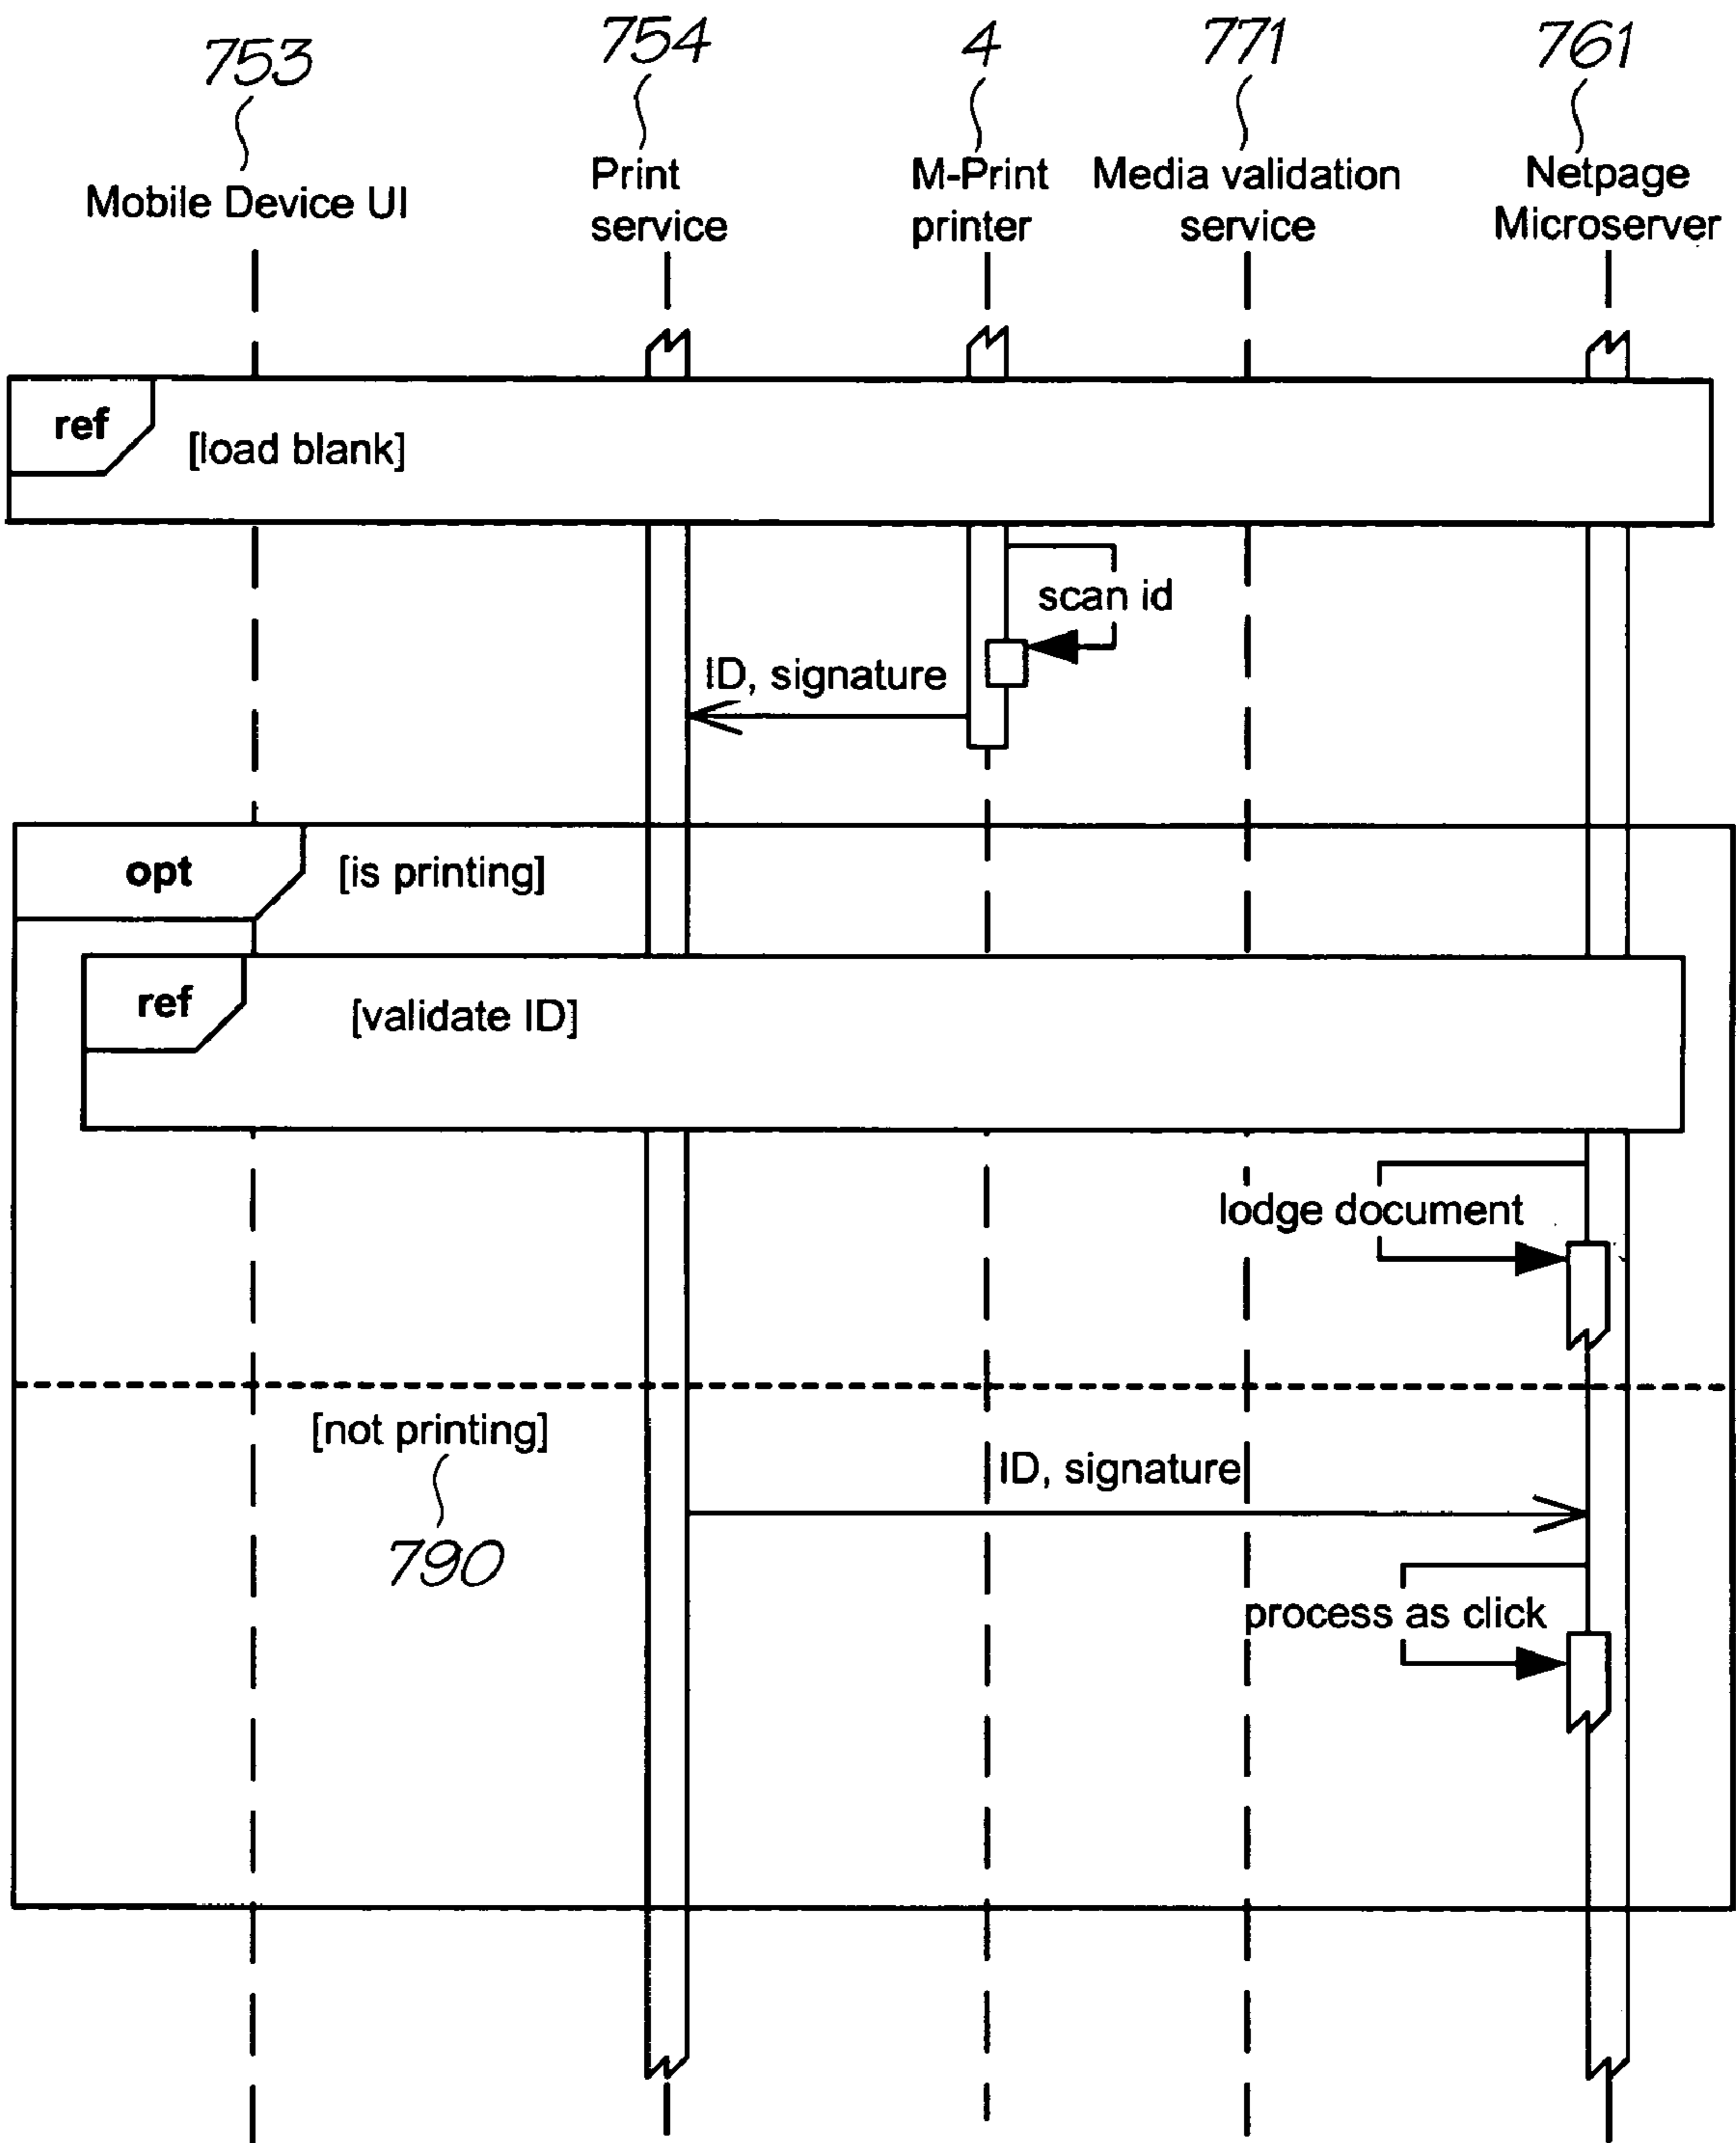 753
754
4
771
761
Mobile Device UI
Print
service
M-Print
printer
Media validation
service
Netpage
Microserver
ref
[load blank]
scan id
ID, signature
opt
[is printing]
ref
[validate ID]
lodge document
[not printing]
790
ID, signature
process as click